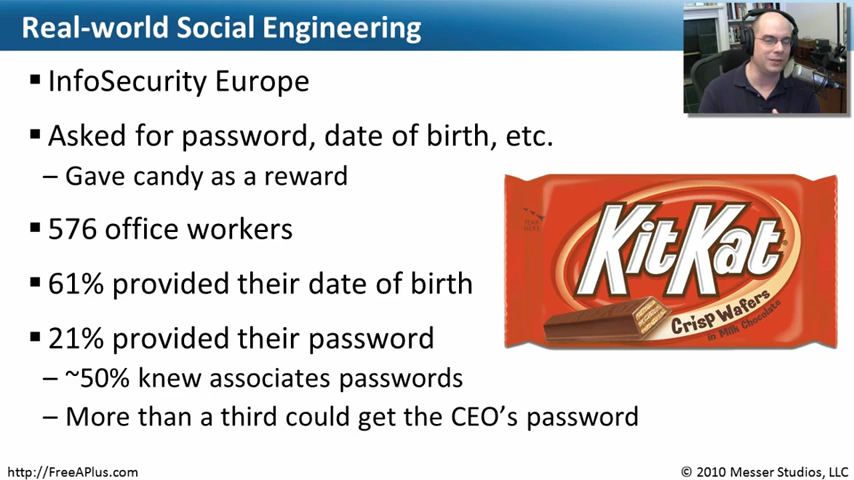 Real-world Social Engineering
▪ InfoSecurity Europe
▪ Asked for password, date of birth, etc.
– Gave candy as a reward
▪ 576 office workers
▪ 61% provided their date of birth
▪ 21% provided their password
– ~50% knew associates passwords
– More than a third could get the CEO’s password
KitKat
Crisp Wafers
in Milk Chocolate
http://FreeAPlus.com
© 2010 Messer Studios, LLC